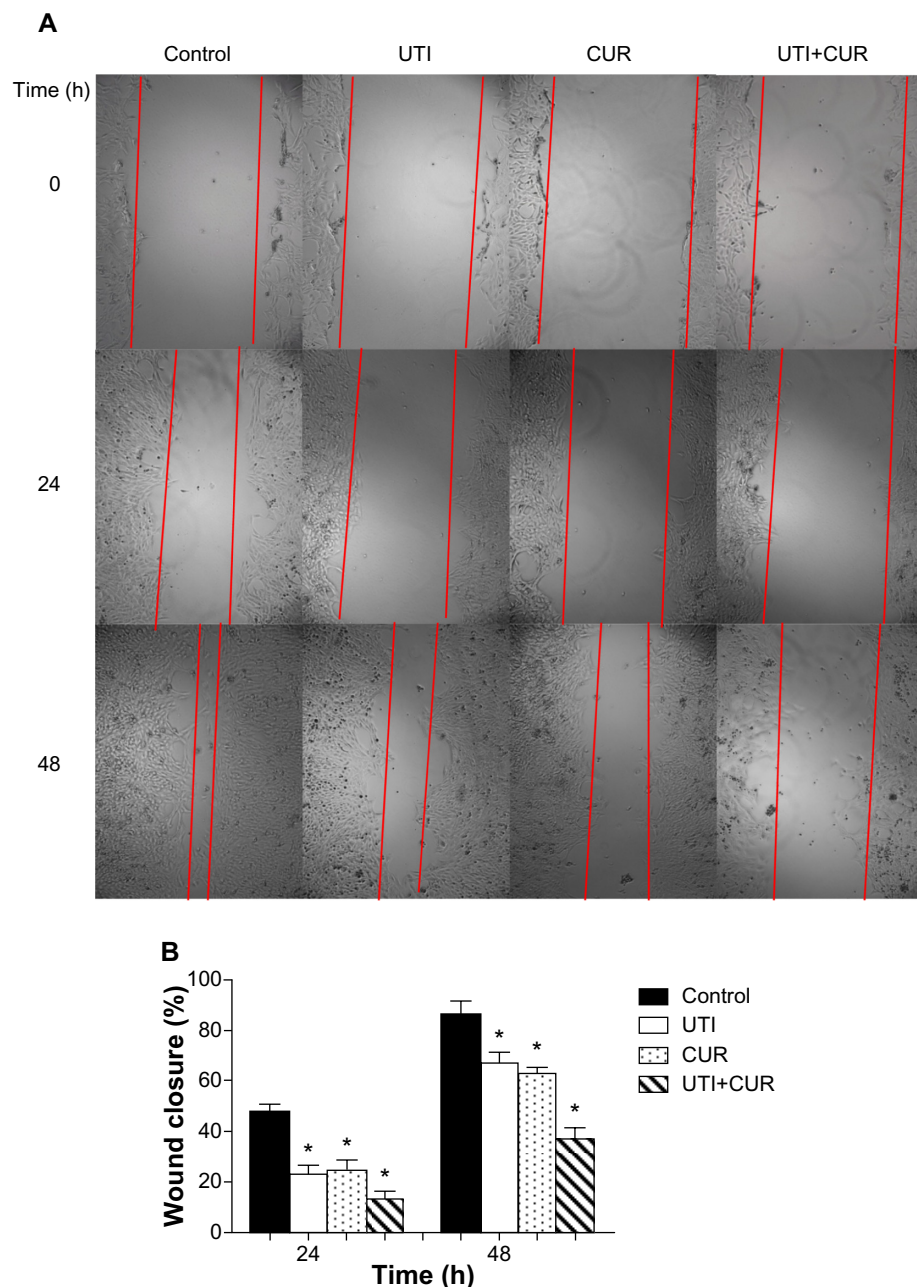 A
Control UTI CUR UTI+CUR
Time (h)
0
24
48
B
Wound closure (%)
100
80
60
40
20
0
* * * * * *
24 48
Time (h)
Control
UTI
CUR
UTI+CUR